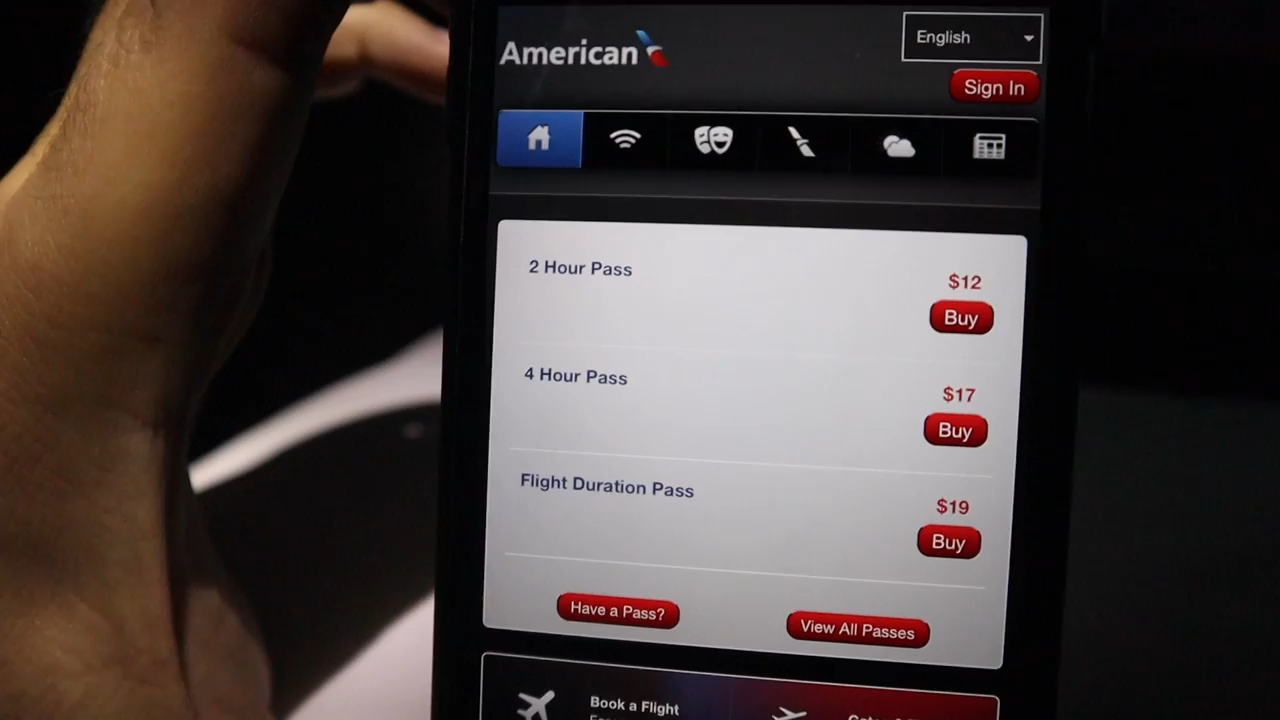 American
English
Sign In
2 Hour Pass
$12
Buy
4 Hour Pass
$17
Buy
Flight Duration Pass
$19
Buy
Have a Pass?
View All Passes
Book a Flight